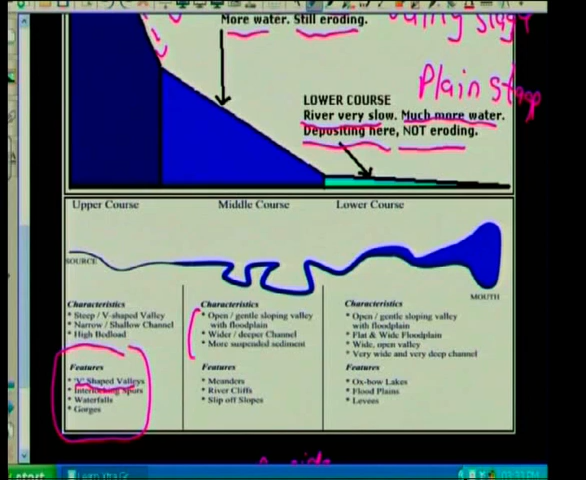 More water. Still eroding.
Plain stage
LOWER COURSE
River very slow. Much more water.
Depositing here, NOT eroding.
Upper Course
Middle Course
Lower Course
SOURCE
MOUTH
Characteristics
* Steep / V-shaped Valley
* Narrow / Shallow Channel
* High Bedload
Features
* 'V' Shaped Valleys
* Interlocking Spurs
* Waterfalls
* Gorges
Characteristics
* Open / gentle sloping valley
with floodplain
* Wider / deeper Channel
* More suspended sediment
Features
* Meanders
* River Cliffs
* Slip off Slopes
Characteristics
* Open / gentle sloping valley
with floodplain
* Flat & Wide Floodplain
* Wide, open valley
* Very wide and very deep channel
Features
* Ox-bow Lakes
* Flood Plains
* Levees
start